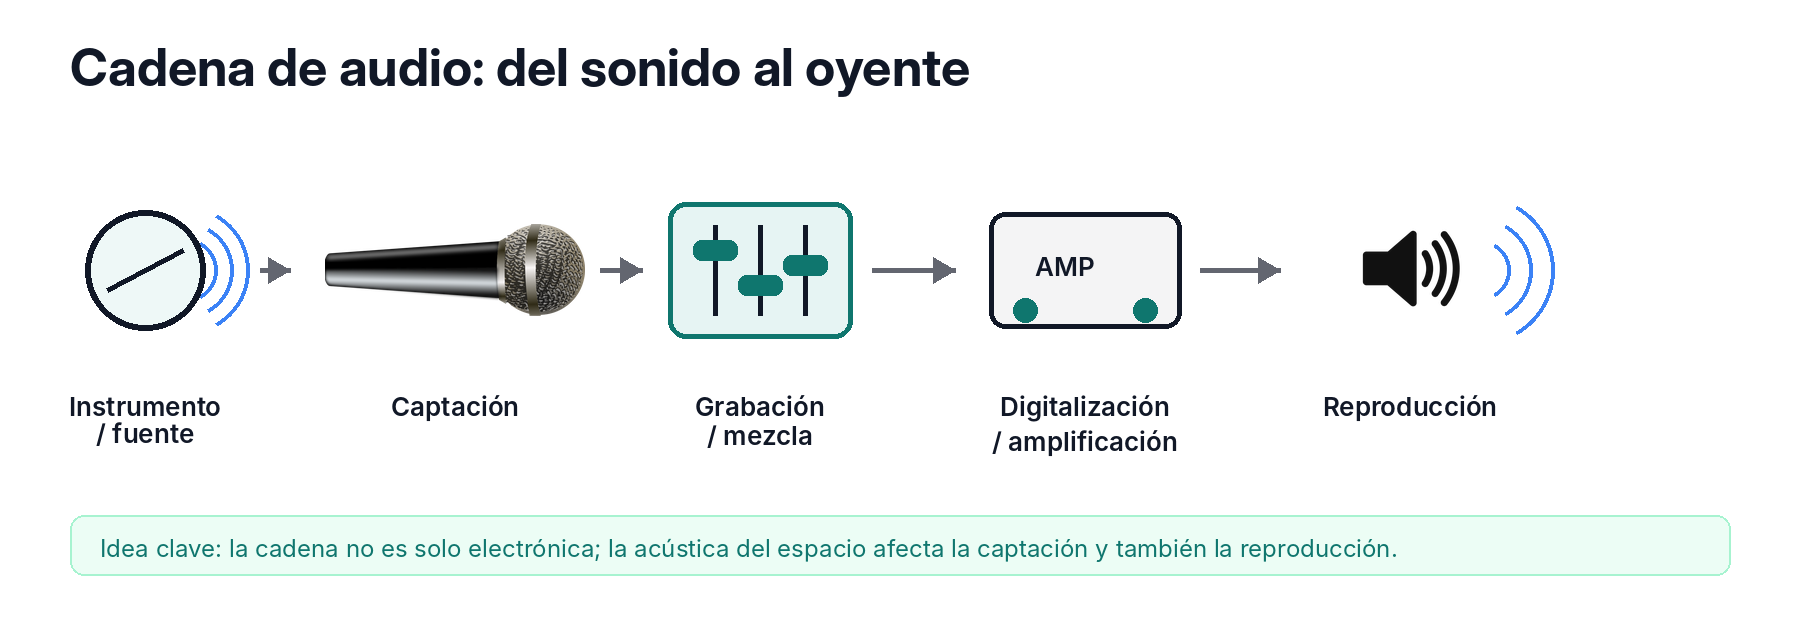 Cadena de audio: del sonido al oyente
AMP
Instrumento
/ fuente
Captación
Grabación
/ mezcla
Digitalización
/ amplificación
Reproducción
Idea clave: la cadena no es solo electrónica; la acústica del espacio afecta la captación y también la reproducción.